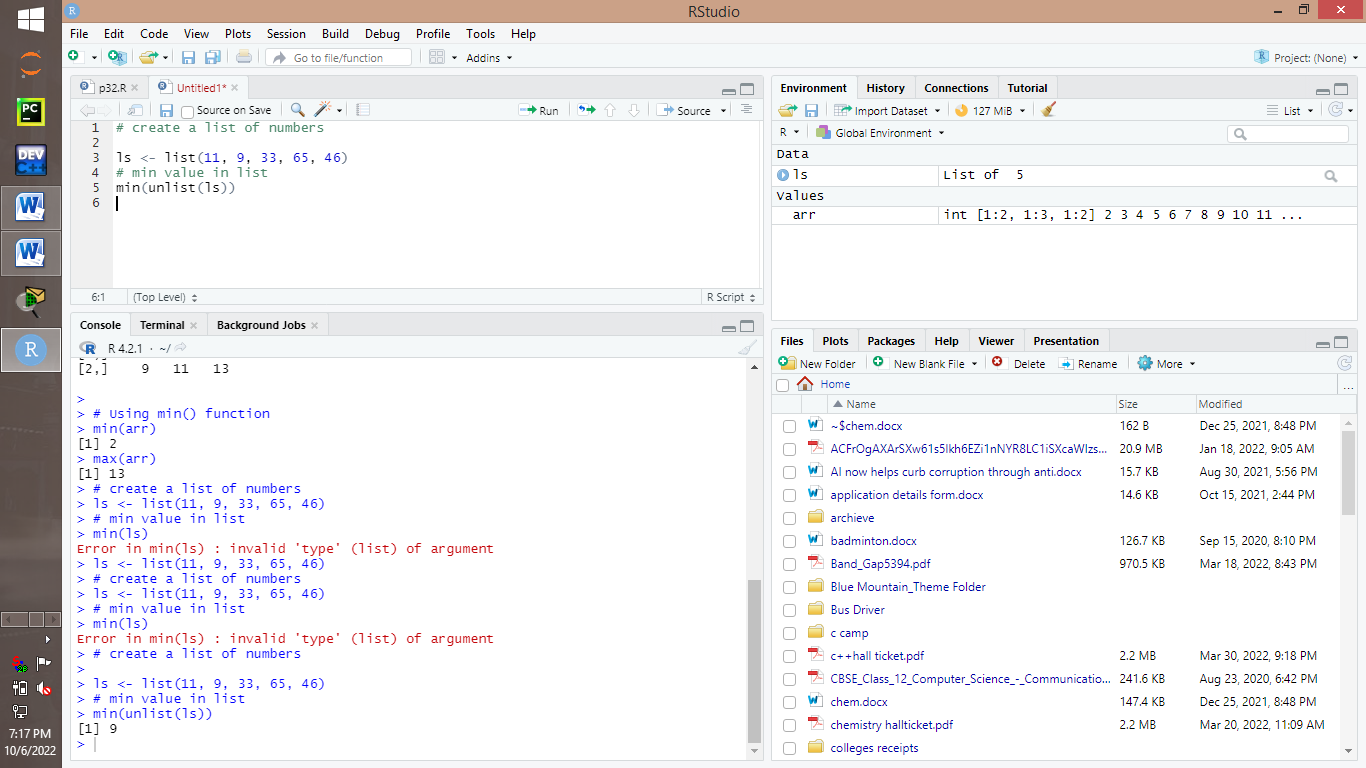 RStudio
File Edit Code View Plots Session Build Debug Profile Tools Help
Go to file/function Addins Project: (None)
p32.R Untitled1*
Source on Save Run Source
1 # create a list of numbers
2
3 ls <- list(11, 9, 33, 65, 46)
4 # min value in list
5 min(unlist(ls))
6
6:1 (Top Level) R Script
Console Terminal Background Jobs
R 4.2.1 · ~/
[2,] 9 11 13
>
> # Using min() function
> min(arr)
[1] 2
> max(arr)
[1] 13
> # create a list of numbers
> ls <- list(11, 9, 33, 65, 46)
> # min value in list
> min(ls)
Error in min(ls) : invalid 'type' (list) of argument
> ls <- list(11, 9, 33, 65, 46)
> # create a list of numbers
> ls <- list(11, 9, 33, 65, 46)
> # min value in list
> min(ls)
Error in min(ls) : invalid 'type' (list) of argument
> # create a list of numbers
>
> ls <- list(11, 9, 33, 65, 46)
> # min value in list
> min(unlist(ls))
[1] 9
>
Environment History Connections Tutorial
Import Dataset 127 MiB List
R Global Environment
Data
ls List of 5
Values
arr int [1:2, 1:3, 1:2] 2 3 4 5 6 7 8 9 10 11 ...
Files Plots Packages Help Viewer Presentation
New Folder New Blank File Delete Rename More
Home ...
Name Size Modified
~$chem.docx 162 B Dec 25, 2021, 8:48 PM
20.9 MB Jan 18, 2022, 9:05 AM
AI now helps curb corruption through anti.docx 15.7 KB Aug 30, 2021, 5:56 PM
application details form.docx 14.6 KB Oct 15, 2021, 2:44 PM
archieve
badminton.docx 126.7 KB Sep 15, 2020, 8:10 PM
Band_Gap5394.pdf 970.5 KB Mar 18, 2022, 8:43 PM
Blue Mountain_Theme Folder
Bus Driver
c camp
c++hall ticket.pdf 2.2 MB Mar 30, 2022, 9:18 PM
CBSE_Class_12_Computer_Science_-_Communicatio... 241.6 KB Aug 23, 2020, 6:42 PM
chem.docx 147.4 KB Dec 25, 2021, 8:48 PM
chemistry hallticket.pdf 2.2 MB Mar 20, 2022, 11:09 AM
colleges receipts
PC
DEV
C++
W
W
R
7:17 PM
10/6/2022